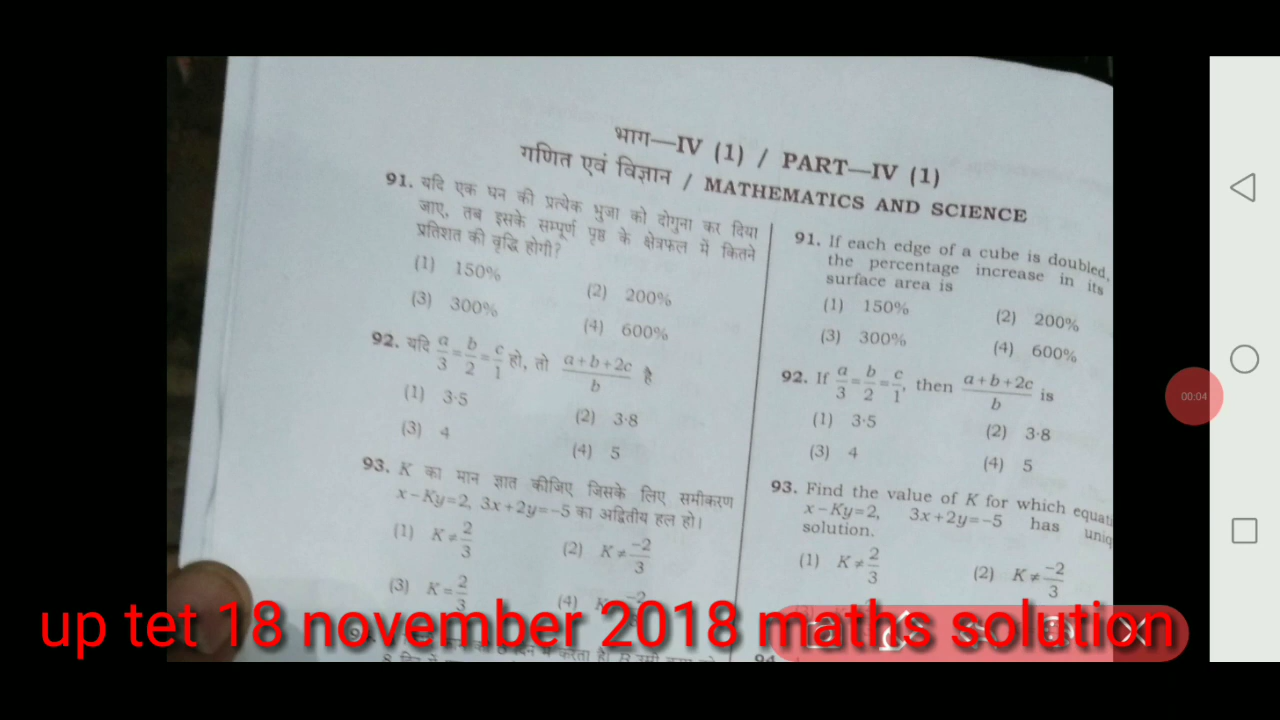 भाग—IV (1) / PART—IV (1)
गणित एवं विज्ञान / MATHEMATICS AND SCIENCE
91. यदि एक घन की प्रत्येक भुजा को दोगुना कर दिया
जाए, तब इसके सम्पूर्ण पृष्ठ के क्षेत्रफल में कितने
प्रतिशत की वृद्धि होगी?
(1) 150%
(2) 200%
(3) 300%
(4) 600%
92. यदि a/3 = b/2 = c/1 हो, तो (a+b+2c)/b है
(1) 3·5
(2) 3·8
(3) 4
(4) 5
93. K का मान ज्ञात कीजिए जिसके लिए समीकरण
x−Ky=2, 3x+2y=−5 का अद्वितीय हल हो।
(1) K≠2/3
(2) K≠−2/3
(3) K=2/3
(4)
91. If each edge of a cube is doubled,
the percentage increase in its
surface area is
(1) 150%
(2) 200%
(3) 300%
(4) 600%
92. If a/3 = b/2 = c/1, then (a+b+2c)/b is
(1) 3·5
(2) 3·8
(3) 4
(4) 5
93. Find the value of K for which
x−Ky=2, 3x+2y=−5 has
solution.
(1) K≠2/3
(2) K≠−2/3
94.
up tet 18 november 2018 maths solution
00:04